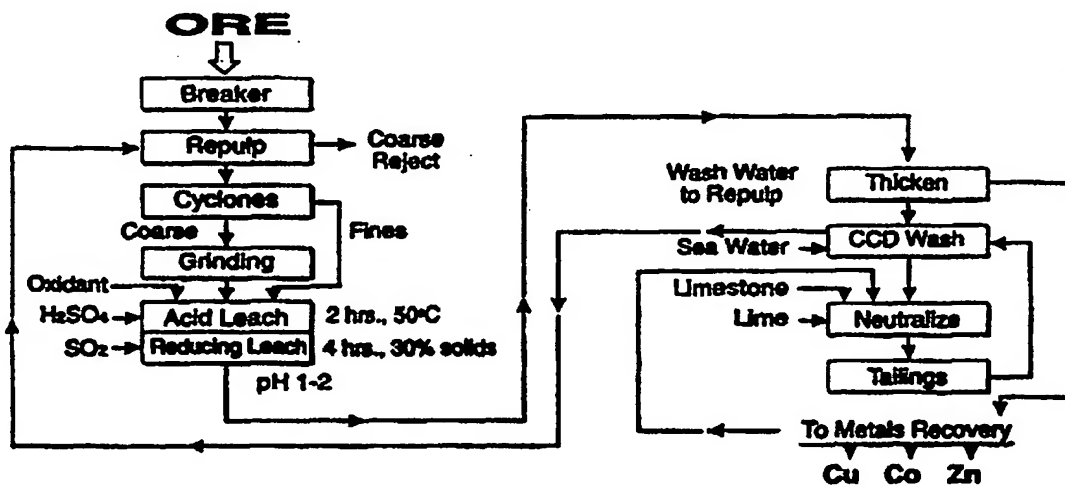 ORE
Breaker
Repulp
Coarse
Reject
Cyclones
Coarse
Fines
Grinding
Oxidant
H₂SO₄
Acid Leach
2 hrs., 50°C
SO₂
Reducing Leach
4 hrs., 30% solids
pH 1-2
Wash Water
to Repulp
Thicken
CCD Wash
Sea Water
Limestone
Lime
Neutralize
Tailings
To Metals Recovery
Cu Co Zn